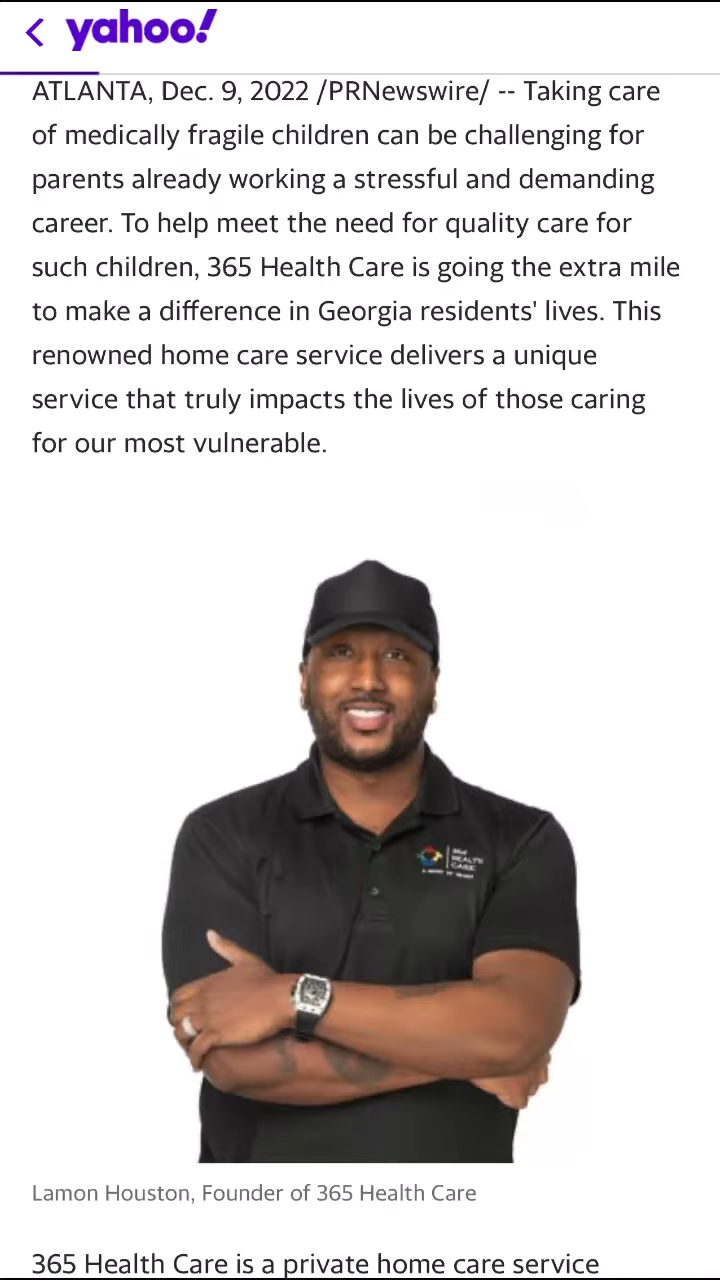 yahoo!
ATLANTA, Dec. 9, 2022 /PRNewswire/ -- Taking care
of medically fragile children can be challenging for
parents already working a stressful and demanding
career. To help meet the need for quality care for
such children, 365 Health Care is going the extra mile
to make a difference in Georgia residents' lives. This
renowned home care service delivers a unique
service that truly impacts the lives of those caring
for our most vulnerable.
HEALTH
CARE
Lamon Houston, Founder of 365 Health Care
365 Health Care is a private home care service